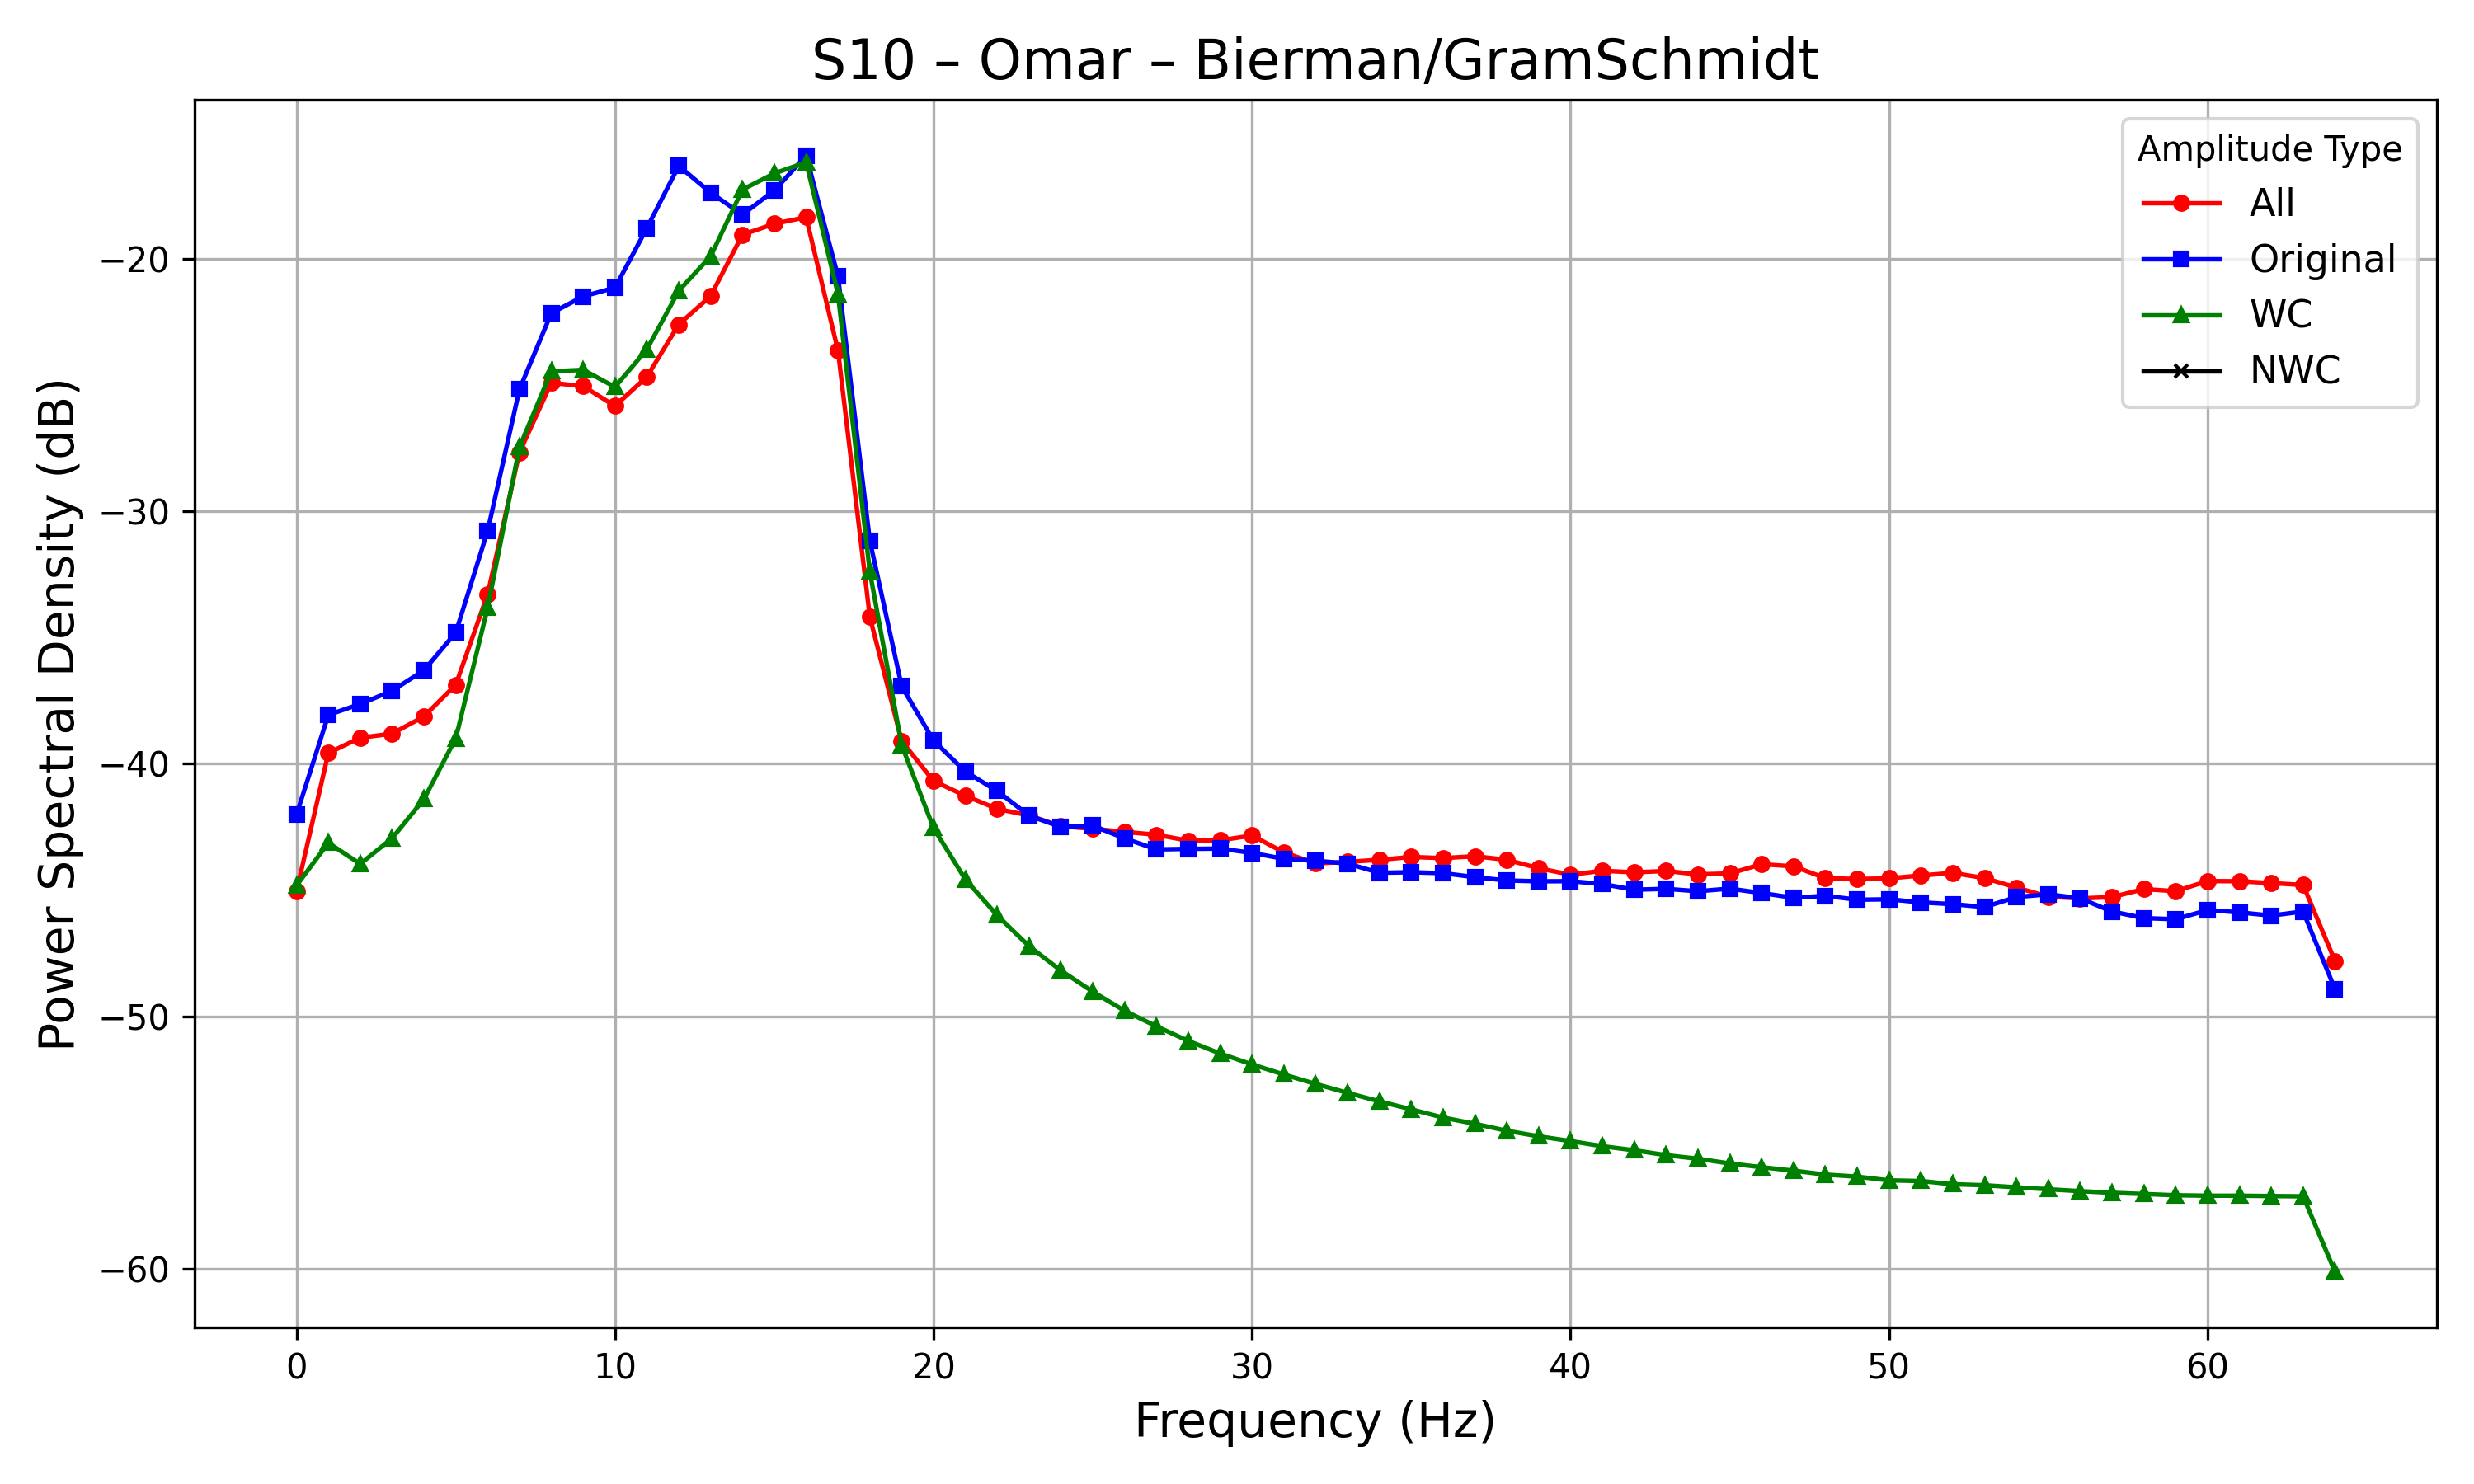 S10 – Omar – Bierman/GramSchmidt
Amplitude Type
All
Original
WC
NWC
Power Spectral Density (dB)
−20
−30
−40
−50
−60
0 10 20 30 40 50 60
Frequency (Hz)